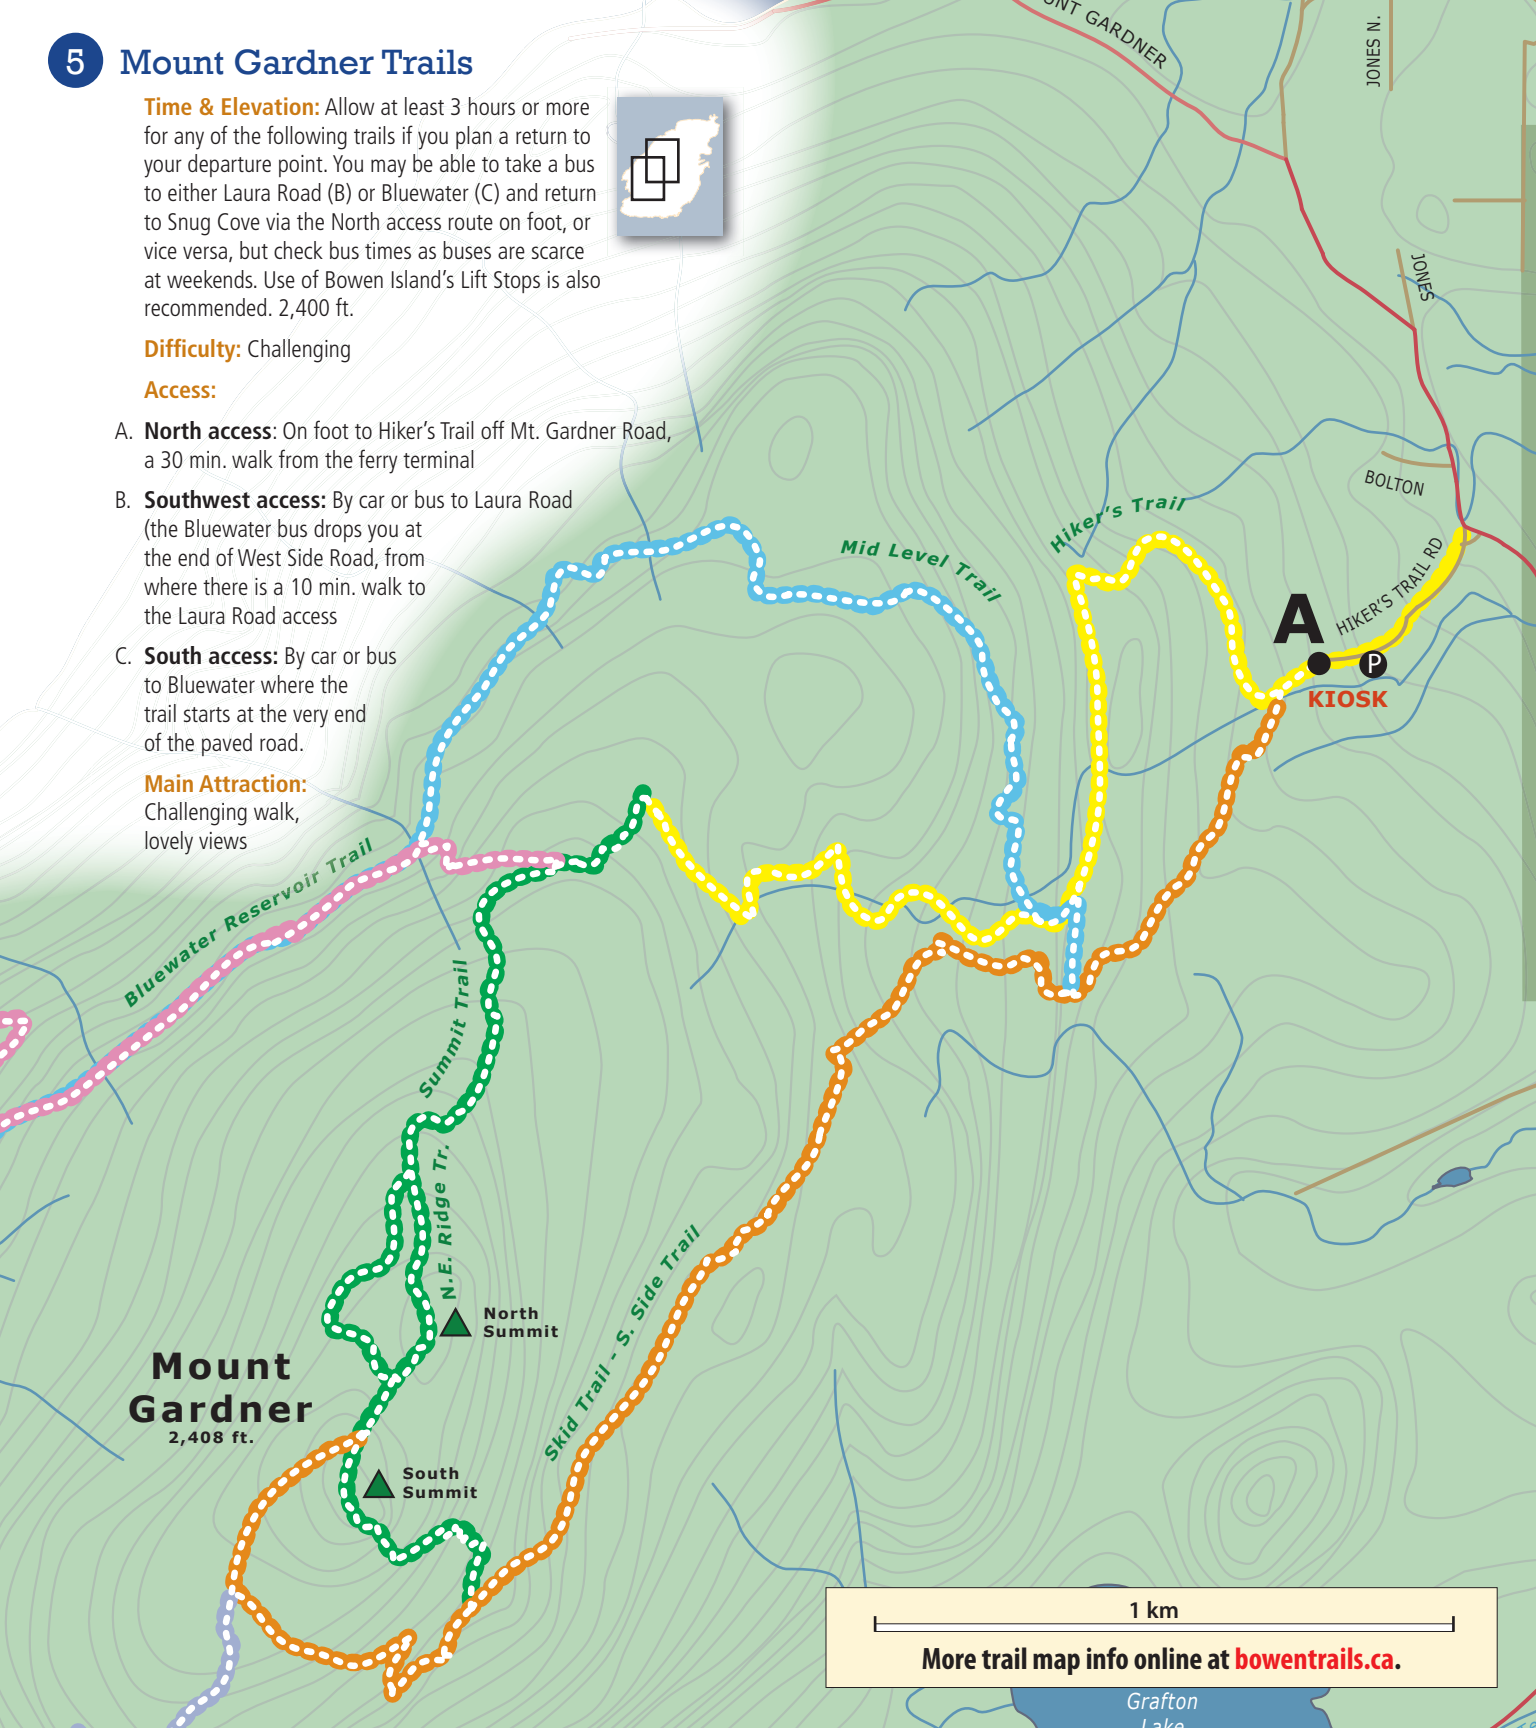 5 Mount Gardner Trails
Time & Elevation: Allow at least 3 hours or more
for any of the following trails if you plan a return to
your departure point. You may be able to take a bus
to either Laura Road (B) or Bluewater (C) and return
to Snug Cove via the North access route on foot, or
vice versa, but check bus times as buses are scarce
at weekends. Use of Bowen Island’s Lift Stops is also
recommended. 2,400 ft.
Difficulty: Challenging
Access:
A. North access: On foot to Hiker’s Trail off Mt. Gardner Road,
a 30 min. walk from the ferry terminal
B. Southwest access: By car or bus to Laura Road
(the Bluewater bus drops you at
the end of West Side Road, from
where there is a 10 min. walk to
the Laura Road access
C. South access: By car or bus
to Bluewater where the
trail starts at the very end
of the paved road.
Main Attraction:
Challenging walk,
lovely views
GARDNER
JONES N.
JONES
BOLTON
HIKER'S TRAIL RD
A
P
KIOSK
Hiker's Trail
Mid Level Trail
Bluewater Reservoir Trail
Summit Trail
N.E. Ridge Tr.
North
Summit
Mount
Gardner
2,408 ft.
South
Summit
Skid Trail - S. Side Trail
1 km
More trail map info online at bowentrails.ca.
Grafton
Lake